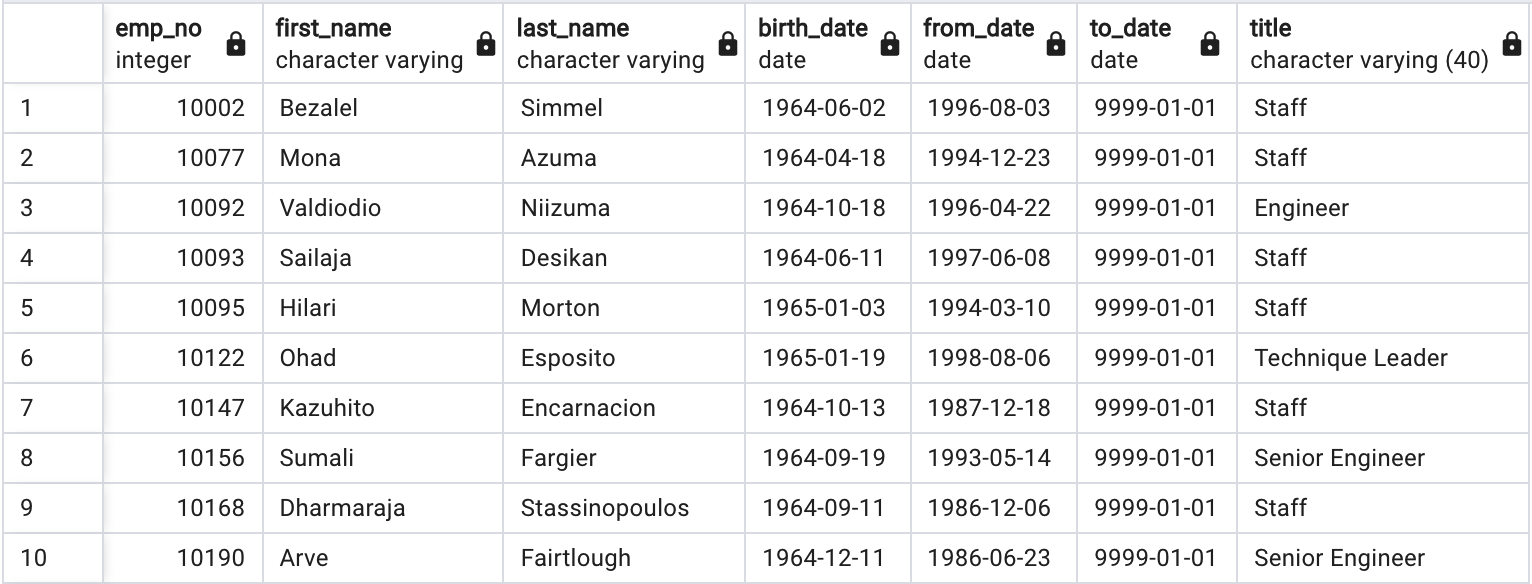 emp_no first_name last_name birth_date from_date to_date title
integer character varying character varying date date date character varying (40)
1 10002 Bezalel Simmel 1964-06-02 1996-08-03 9999-01-01 Staff
2 10077 Mona Azuma 1964-04-18 1994-12-23 9999-01-01 Staff
3 10092 Valdiodio Niizuma 1964-10-18 1996-04-22 9999-01-01 Engineer
4 10093 Sailaja Desikan 1964-06-11 1997-06-08 9999-01-01 Staff
5 10095 Hilari Morton 1965-01-03 1994-03-10 9999-01-01 Staff
6 10122 Ohad Esposito 1965-01-19 1998-08-06 9999-01-01 Technique Leader
7 10147 Kazuhito Encarnacion 1964-10-13 1987-12-18 9999-01-01 Staff
8 10156 Sumali Fargier 1964-09-19 1993-05-14 9999-01-01 Senior Engineer
9 10168 Dharmaraja Stassinopoulos 1964-09-11 1986-12-06 9999-01-01 Staff
10 10190 Arve Fairtlough 1964-12-11 1986-06-23 9999-01-01 Senior Engineer